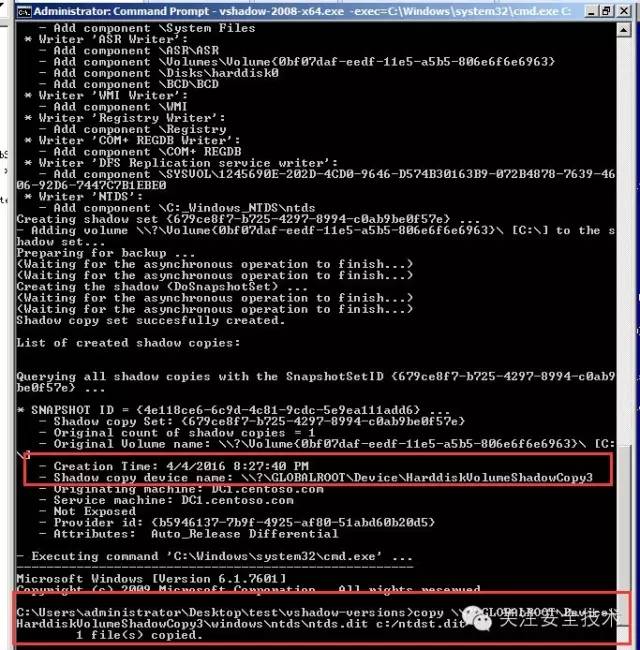 Administrator: Command Prompt - vshadow-2008-x64.exe -exec=C:\Windows\system32\cmd.exe C:
- Add component \System Files
* Writer 'ASR Writer':
- Add component \ASR\ASR
- Add component \Volumes\Volume{0bf07daf-eedf-11e5-a5b5-806e6f6e6963}
- Add component \Disks\harddisk0
- Add component \BCD\BCD
* Writer 'WMI Writer':
- Add component \WMI
* Writer 'Registry Writer':
- Add component \Registry
* Writer 'COM+ REGDB Writer':
- Add component \COM+ REGDB
* Writer 'DFS Replication service writer':
- Add component \SYSVOL\1245690E-202D-4CD0-9646-D574B30163B9-072B4878-7639-46
06-92D6-7447C7B1EBE0
* Writer 'NTDS':
- Add component \C:_Windows_NTDS\ntds
Creating shadow set {679ce8f7-b725-4297-8994-c0ab9be0f57e} ...
- Adding volume \\?\Volume{0bf07daf-eedf-11e5-a5b5-806e6f6e6963}\ [C:\] to the s
hadow set...
Preparing for backup ...
(Waiting for the asynchronous operation to finish...)
(Waiting for the asynchronous operation to finish...)
Creating the shadow (DoSnapshotSet) ...
(Waiting for the asynchronous operation to finish...)
(Waiting for the asynchronous operation to finish...)
Shadow copy set succesfully created.
List of created shadow copies:
Querying all shadow copies with the SnapshotSetID {679ce8f7-b725-4297-8994-c0ab9
be0f57e} ...
* SNAPSHOT ID = {4e118ce6-6c9d-4c81-9cdc-5e9ea111add6} ...
- Shadow copy Set: {679ce8f7-b725-4297-8994-c0ab9be0f57e}
- Original count of shadow copies = 1
- Original Volume name: \\?\Volume{0bf07daf-eedf-11e5-a5b5-806e6f6e6963}\ [C:
\]
- Creation Time: 4/4/2016 8:27:40 PM
- Shadow copy device name: \\?\GLOBALROOT\Device\HarddiskVolumeShadowCopy3
- Originating machine: DC1.centoso.com
- Service machine: DC1.centoso.com
- Not Exposed
- Provider id: {b5946137-7b9f-4925-af80-51abd60b20d5}
- Attributes: Auto_Release Differential
- Executing command 'C:\Windows\system32\cmd.exe' ...
-----------------------------------------------------
Microsoft Windows [Version 6.1.7601]
Copyright (c) 2009 Microsoft Corporation. All rights reserved.
C:\Users\administrator\Desktop\test\vshadow-versions>copy \\?\GLOBALROOT\Device\
HarddiskVolumeShadowCopy3\windows\ntds\ntds.dit c:/ntdst.dit
1 file(s) copied.
关注安全技术